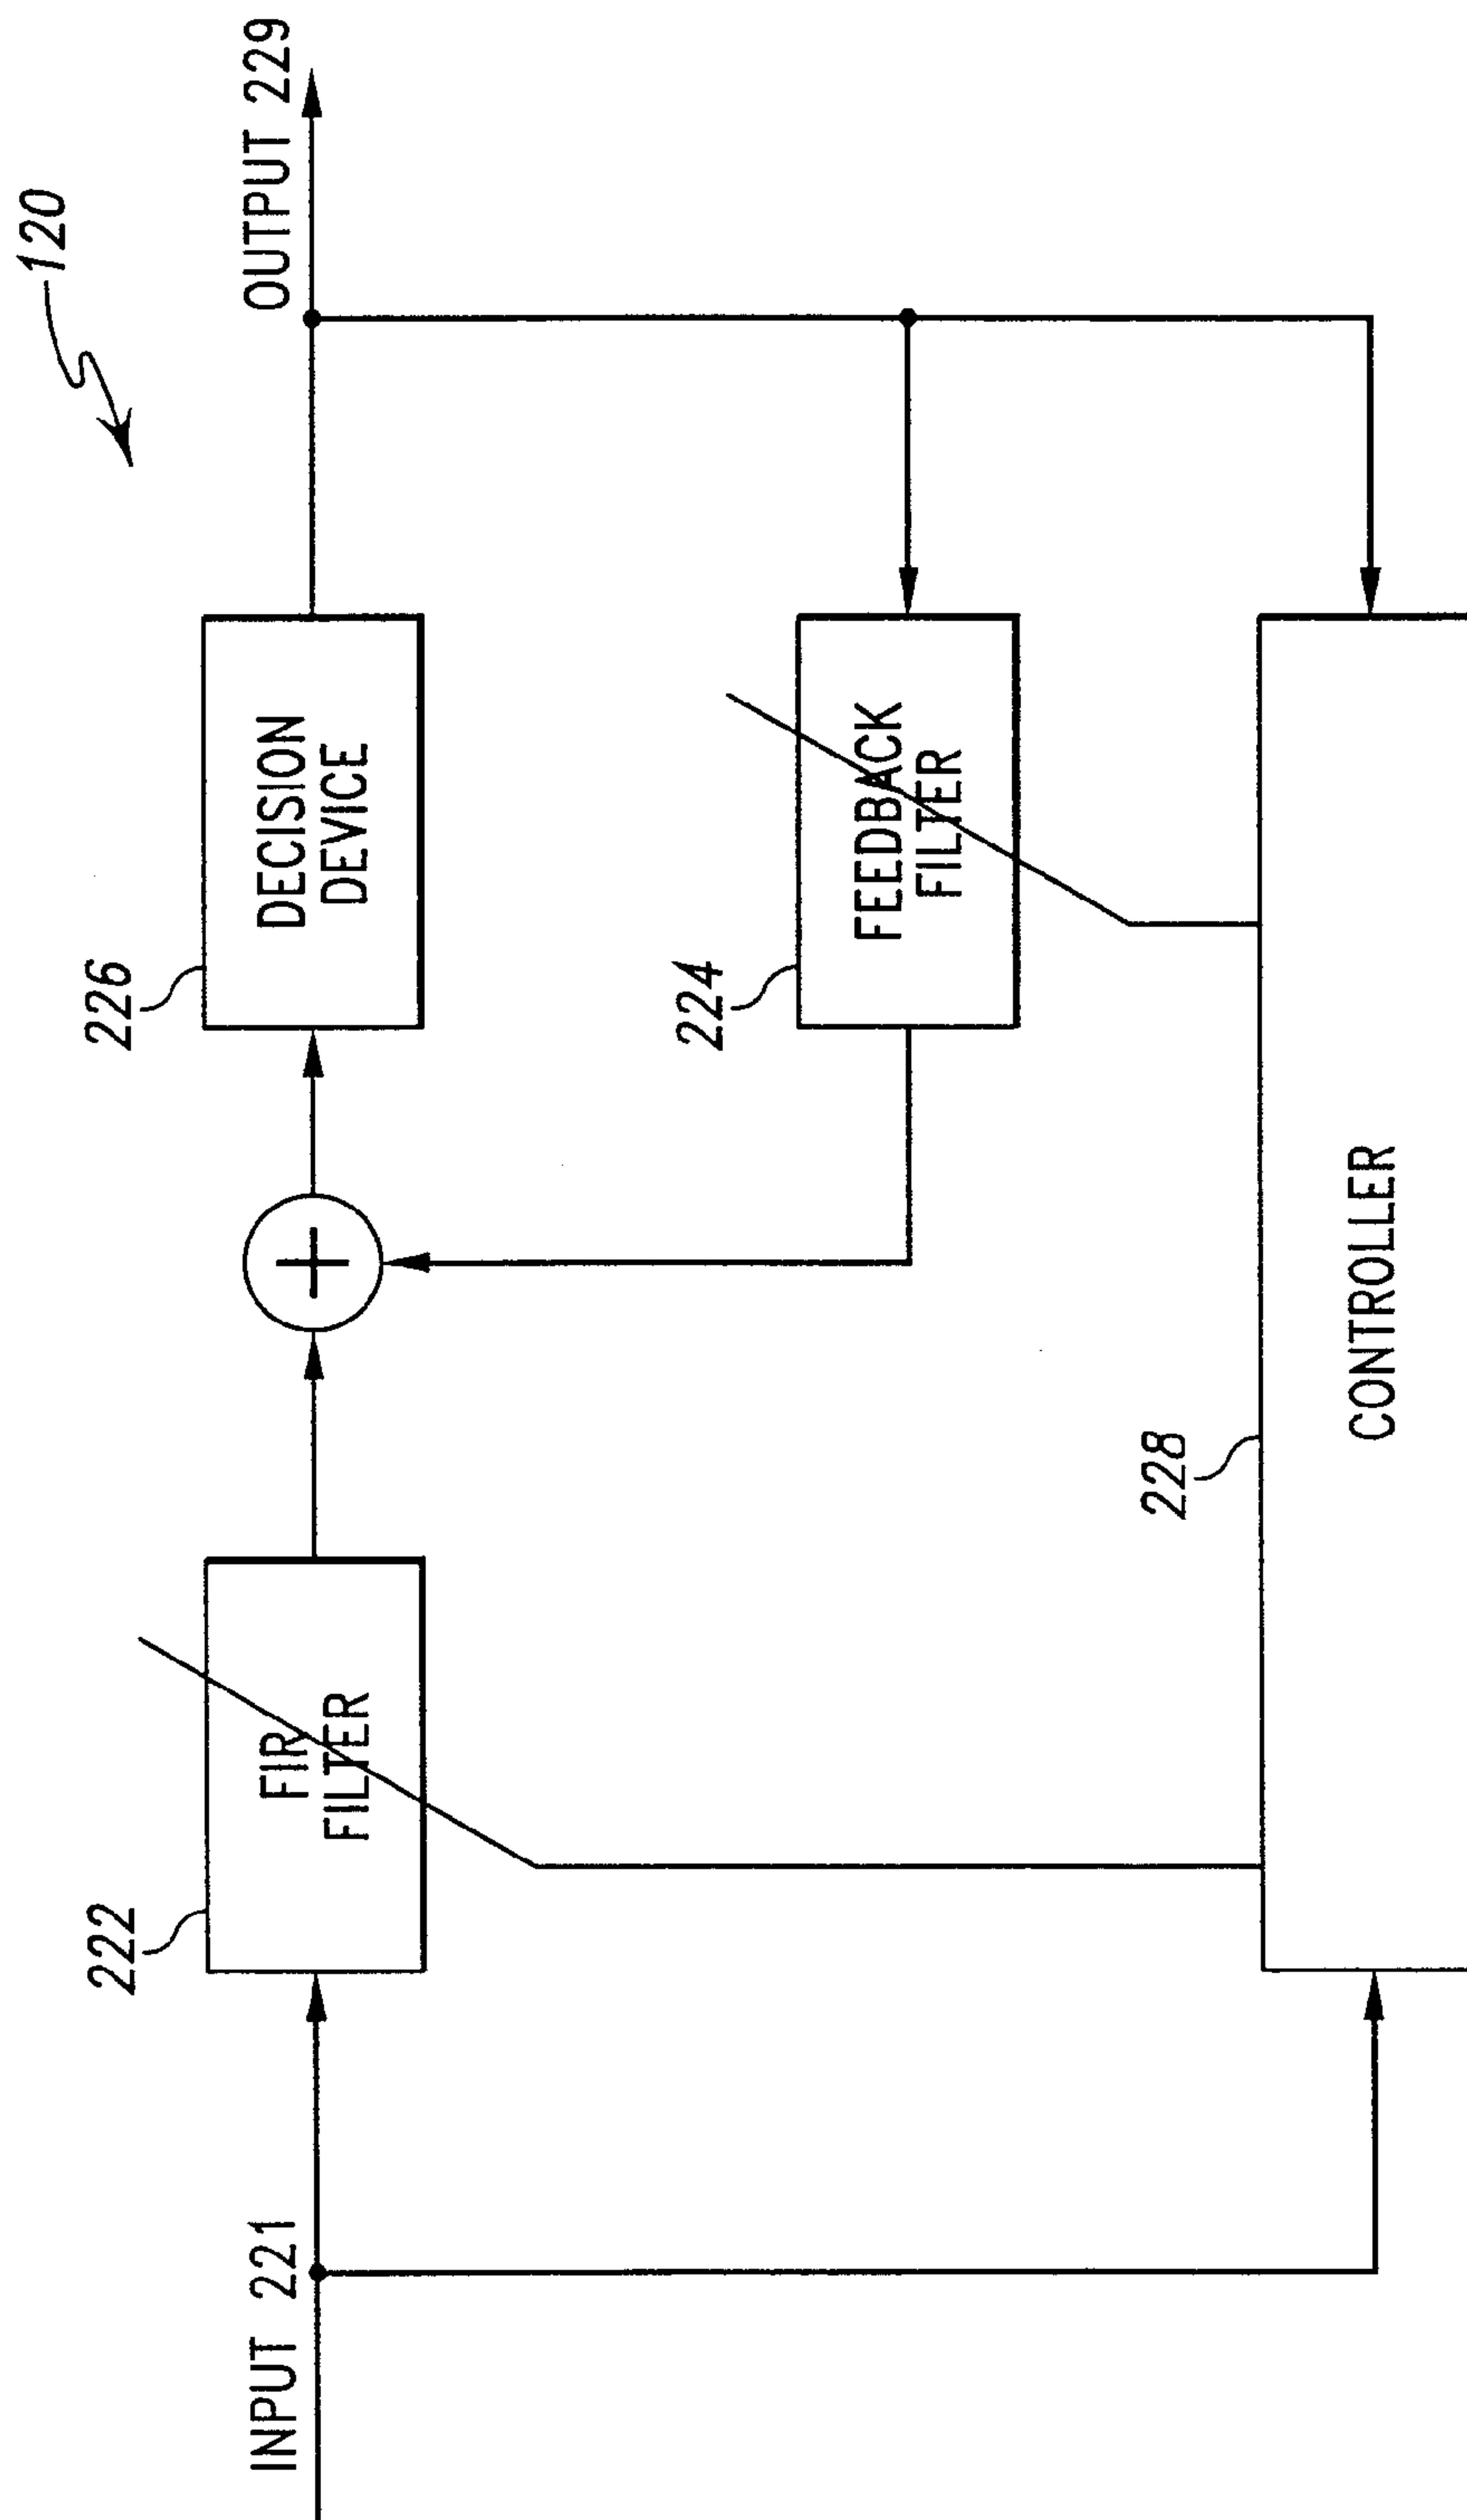 120
INPUT 221
222
FIR
FILTER
226
DECISION
DEVICE
OUTPUT 229
224
FEEDBACK
FILTER
228
CONTROLLER